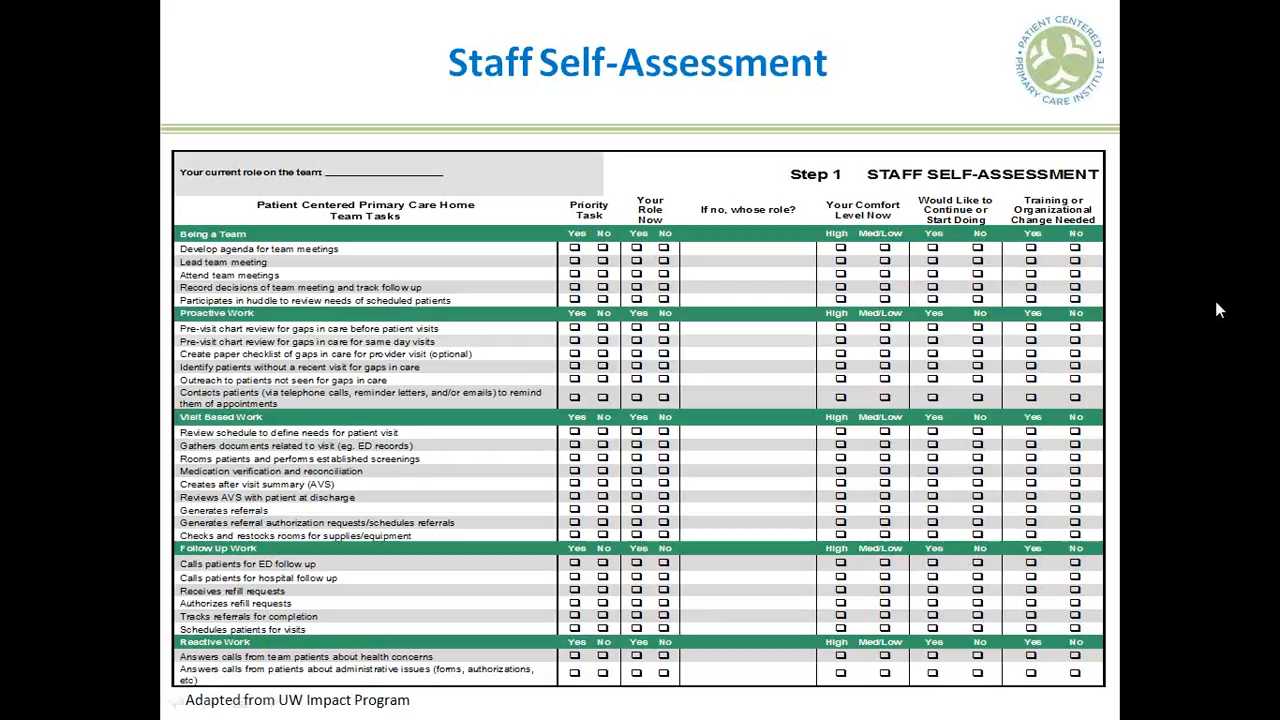 Staff Self-Assessment
PATIENT CENTERED
PRIMARY CARE INSTITUTE
Your current role on the team: ____________________
Step 1 STAFF SELF-ASSESSMENT
Patient Centered Primary Care Home
Team Tasks
Priority
Task
Your
Role
Now
If no, whose role?
Your Comfort
Level Now
Would Like to
Continue or
Start Doing
Training or
Organizational
Change Needed
Being a Team Yes No Yes No High Med/Low Yes No Yes No
Develop agenda for team meetings
Lead team meeting
Attend team meetings
Record decisions of team meeting and track follow up
Participates in huddle to review needs of scheduled patients
Proactive Work Yes No Yes No High Med/Low Yes No Yes No
Pre-visit chart review for gaps in care before patient visits
Pre-visit chart review for gaps in care for same day visits
Create paper checklist of gaps in care for provider visit (optional)
Identify patients without a recent visit for gaps in care
Outreach to patients not seen for gaps in care
Contacts patients (via telephone calls, reminder letters, and/or emails) to remind
them of appointments
Visit Based Work Yes No Yes No High Med/Low Yes No Yes No
Review schedule to define needs for patient visit
Gathers documents related to visit (eg. ED records)
Rooms patients and performs established screenings
Medication verification and reconciliation
Creates after visit summary (AVS)
Reviews AVS with patient at discharge
Generates referrals
Generates referral authorization requests/schedules referrals
Checks and restocks rooms for supplies/equipment
Follow Up Work Yes No Yes No High Med/Low Yes No Yes No
Calls patients for ED follow up
Calls patients for hospital follow up
Receives refill requests
Authorizes refill requests
Tracks referrals for completion
Schedules patients for visits
Reactive Work Yes No Yes No High Med/Low Yes No Yes No
Answers calls from team patients about health concerns
Answers calls from patients about administrative issues (forms, authorizations,
etc)
Adapted from UW Impact Program